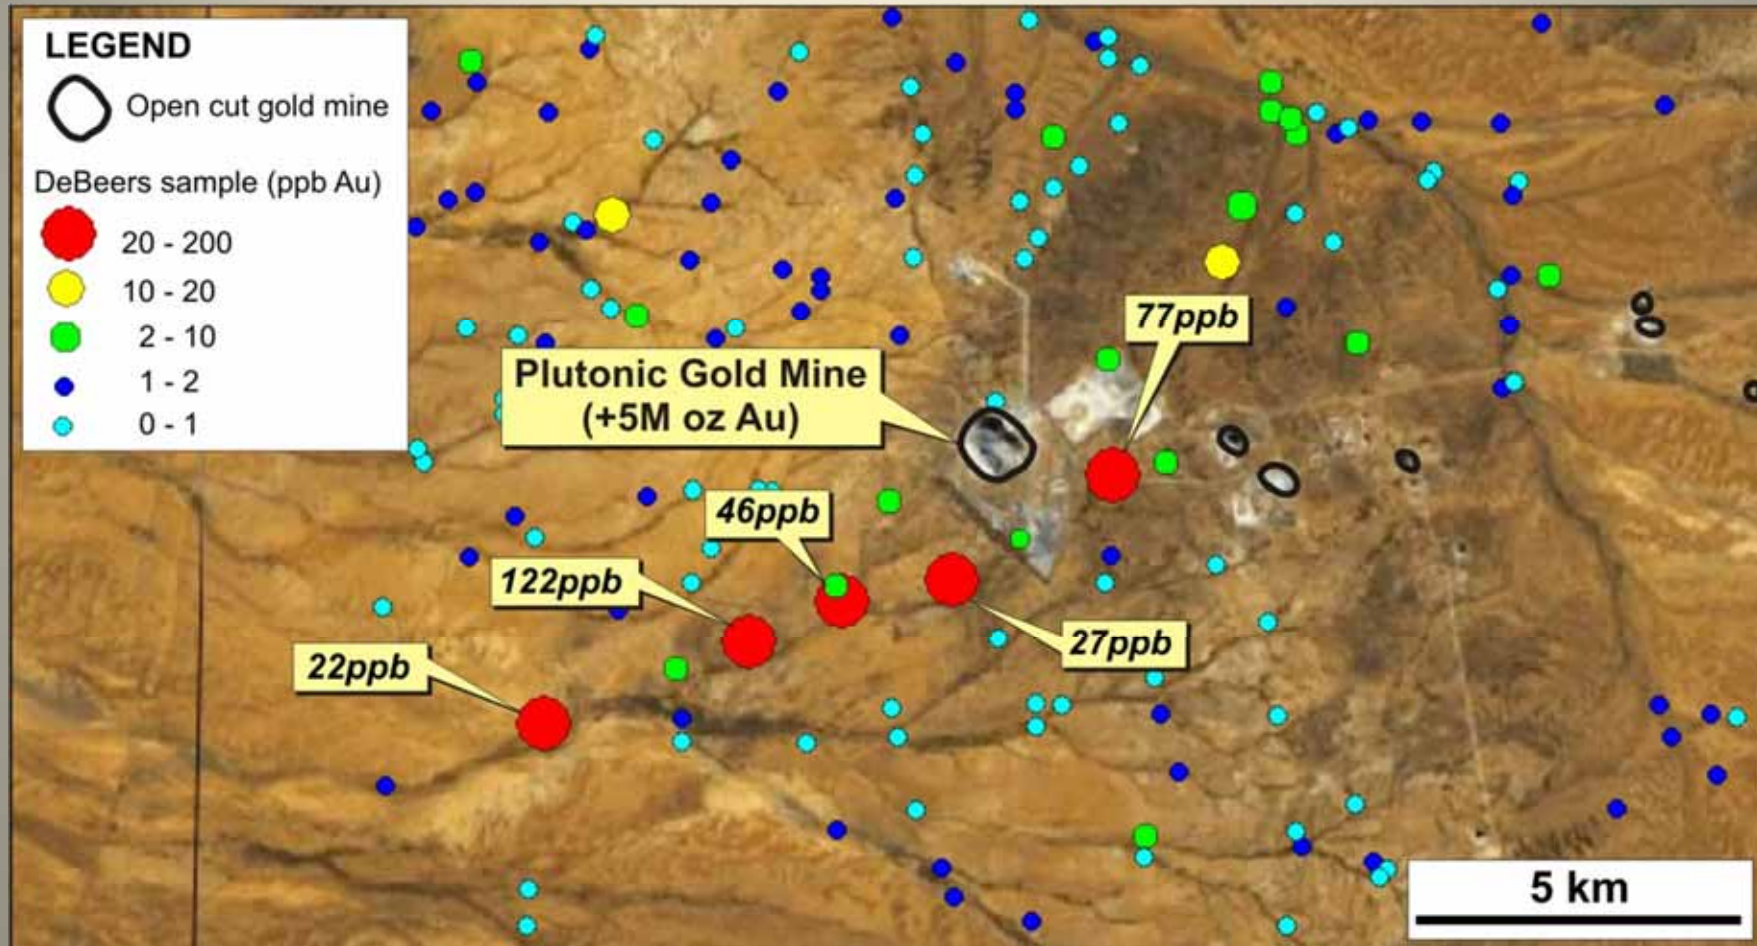 LEGEND
Open cut gold mine
DeBeers sample (ppb Au)
20 - 200
10 - 20
2 - 10
1 - 2
0 - 1
77ppb
Plutonic Gold Mine
(+5M oz Au)
46ppb
122ppb
27ppb
22ppb
5 km